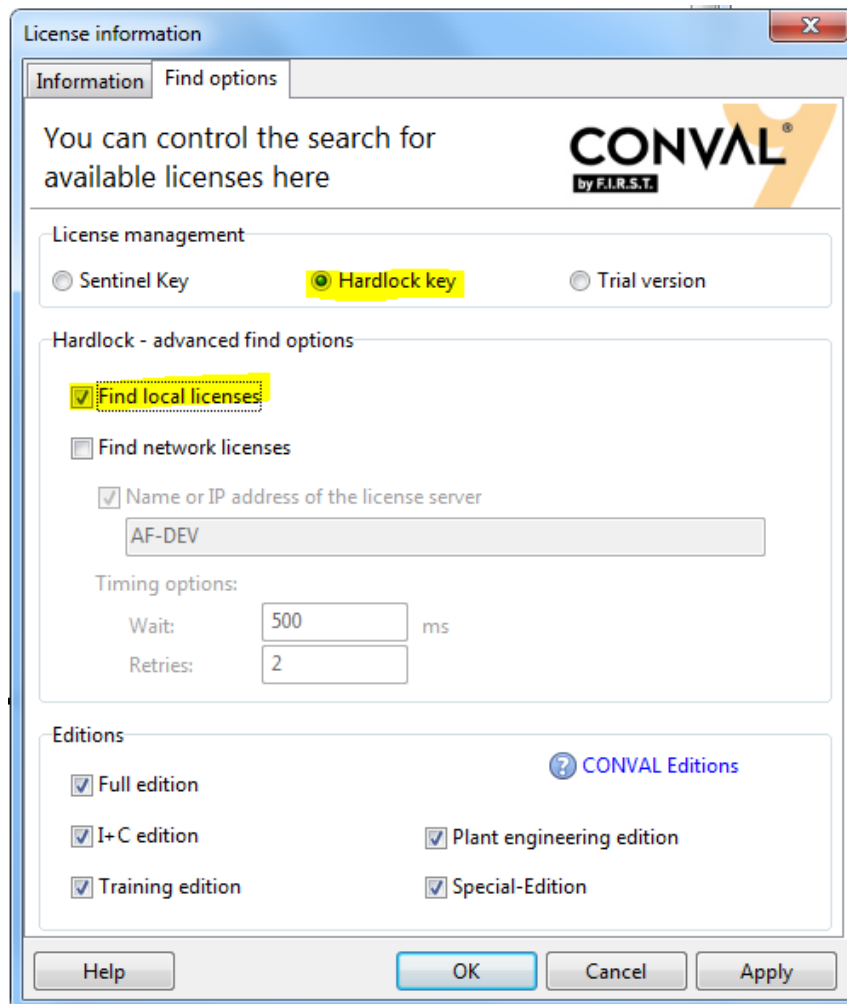 License information
Information
Find options
You can control the search for
available licenses here
CONVAL®
by F.I.R.S.T.
9
License management
Sentinel Key
Hardlock key
Trial version
Hardlock - advanced find options
Find local licenses
Find network licenses
Name or IP address of the license server
AF-DEV
Timing options:
Wait:
500
ms
Retries:
2
Editions
CONVAL Editions
Full edition
I+C edition
Plant engineering edition
Training edition
Special-Edition
Help
OK
Cancel
Apply